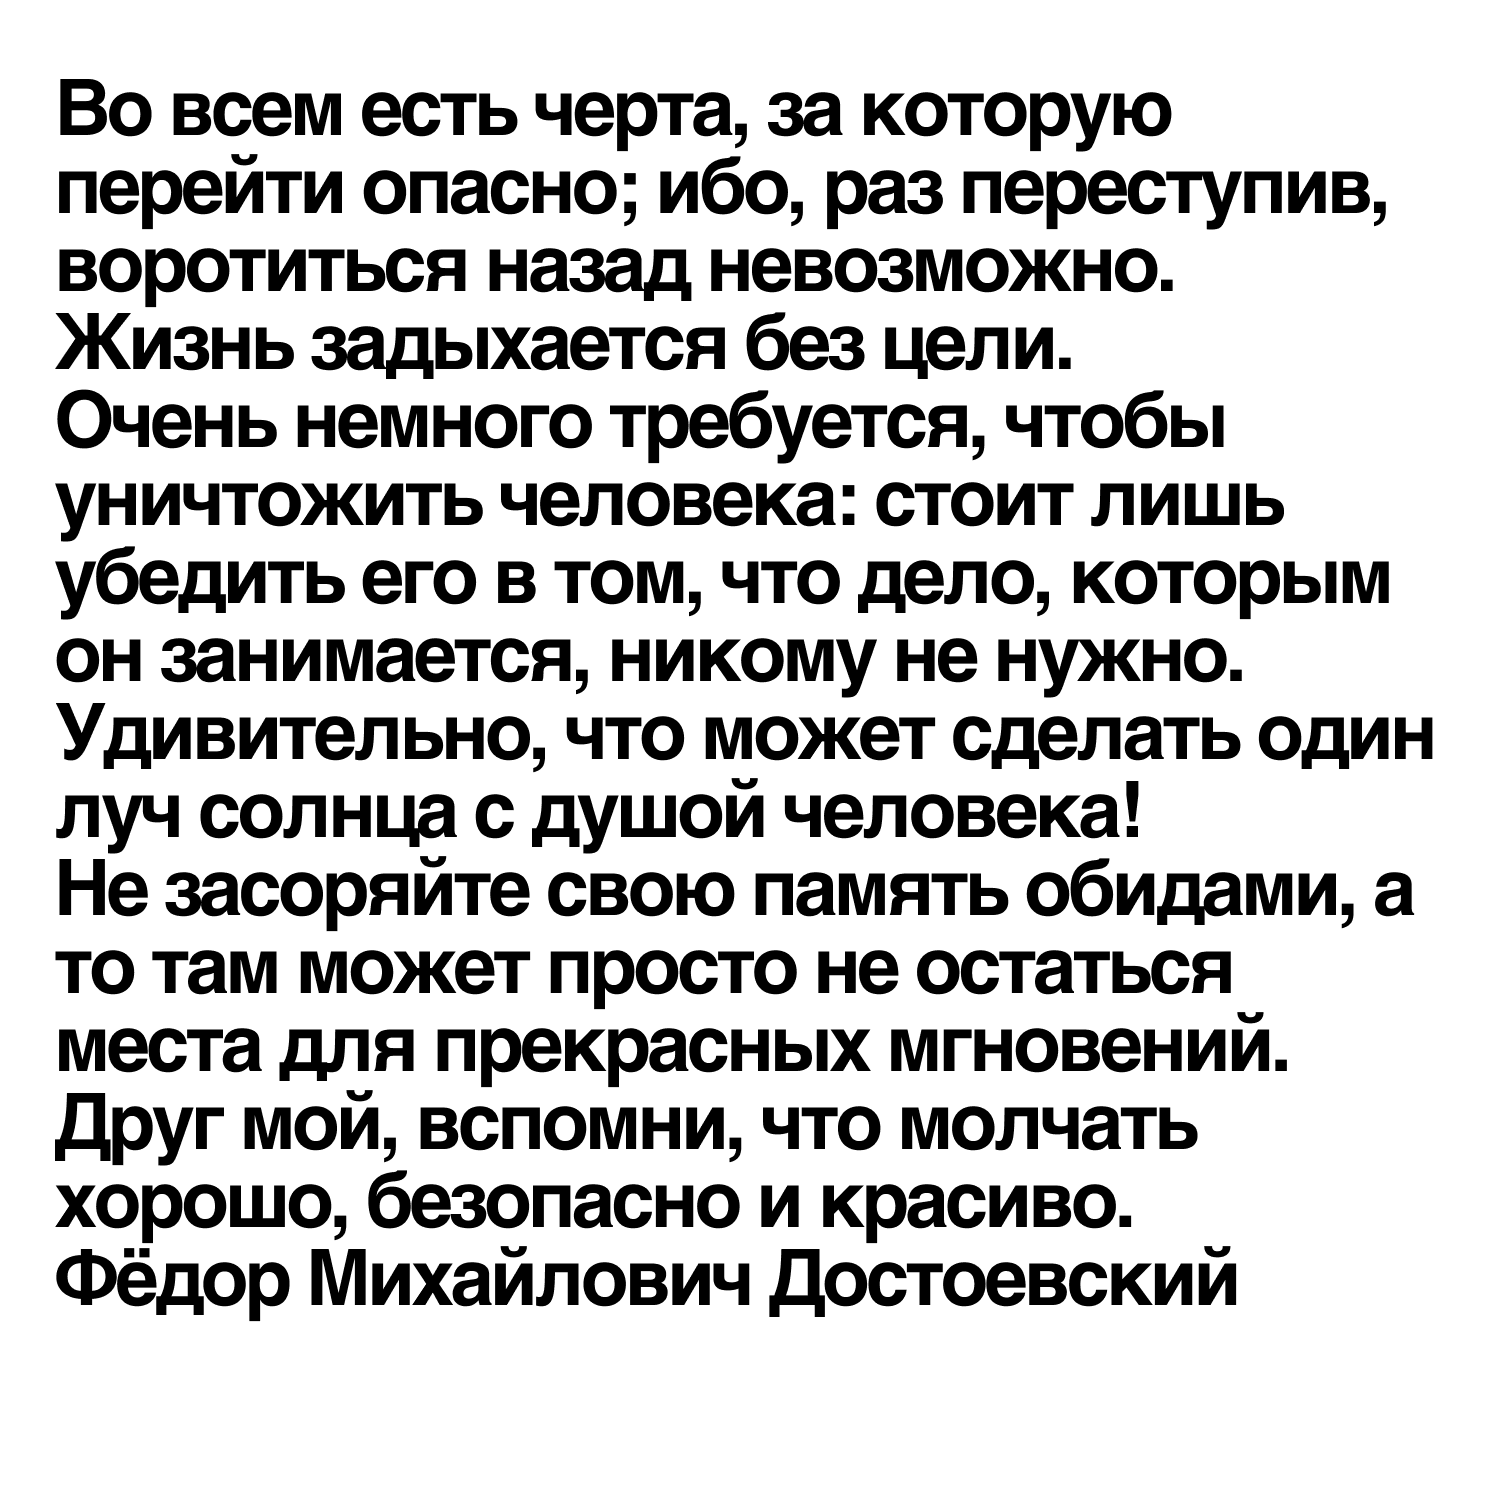 Во всем есть черта, за которую
перейти опасно; ибо, раз переступив,
воротиться назад невозможно.
Жизнь задыхается без цели.
Очень немного требуется, чтобы
уничтожить человека: стоит лишь
убедить его в том, что дело, которым
он занимается, никому не нужно.
Удивительно, что может сделать один
луч солнца с душой человека!
Не засоряйте свою память обидами, а
то там может просто не остаться
места для прекрасных мгновений.
Друг мой, вспомни, что молчать
хорошо, безопасно и красиво.
Фёдор Михайлович Достоевский